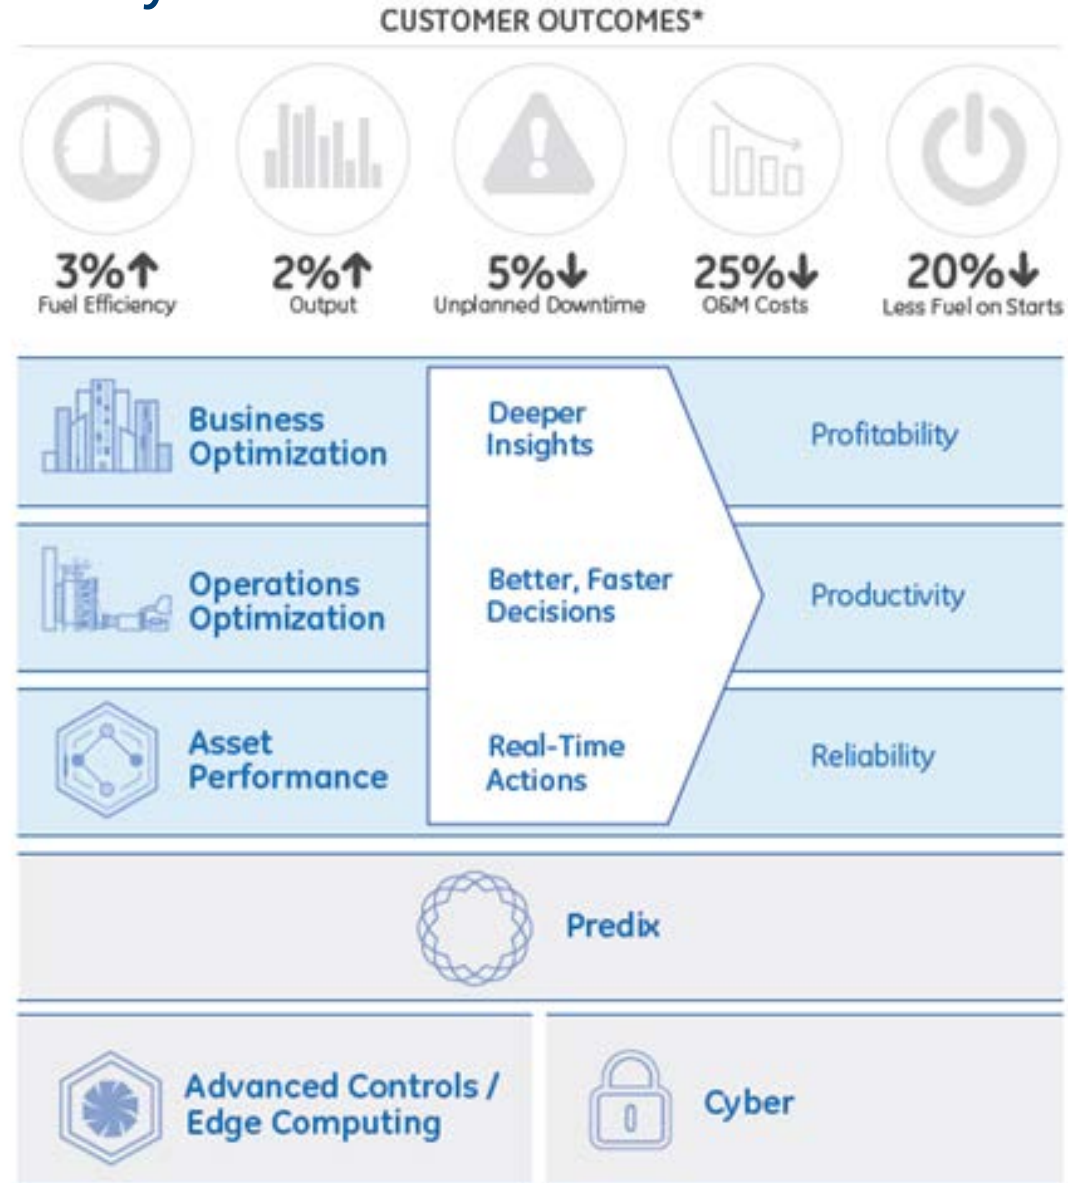 CUSTOMER OUTCOMES*
3%↑
Fuel Efficiency
2%↑
Output
5%↓
Unplanned Downtime
25%↓
O&M Costs
20%↓
Less Fuel on Starts
Business
Optimization
Deeper
Insights
Profitability
Operations
Optimization
Better, Faster
Decisions
Productivity
Asset
Performance
Real-Time
Actions
Reliability
Predix
Advanced Controls /
Edge Computing
Cyber